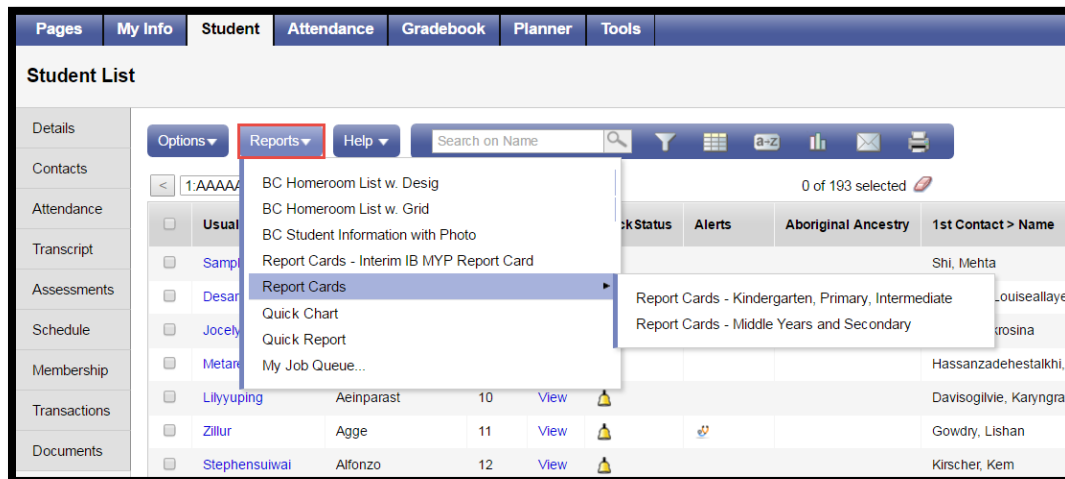 Pages My Info Student Attendance Gradebook Planner Tools
Student List
Details
Contacts
Attendance
Transcript
Assessments
Schedule
Membership
Transactions
Documents
Options Reports Help Search on Name a-z
< 1:AAAAA 0 of 193 selected
Usual ckStatus Alerts Aboriginal Ancestry 1st Contact > Name
BC Homeroom List w. Desig
BC Homeroom List w. Grid
BC Student Information with Photo
Report Cards - Interim IB MYP Report Card
Report Cards
Quick Chart
Quick Report
My Job Queue...
Report Cards - Kindergarten, Primary, Intermediate
Report Cards - Middle Years and Secondary
Sampl Shi, Mehta
Desar Louiseallaye
Jocely krosina
Metare Hassanzadehestalkhi,
Lilyyuping Aeinparast 10 View Davisogilvie, Karyngra
Zillur Agge 11 View Gowdry, Lishan
Stephensuiwai Alfonzo 12 View Kirscher, Kem